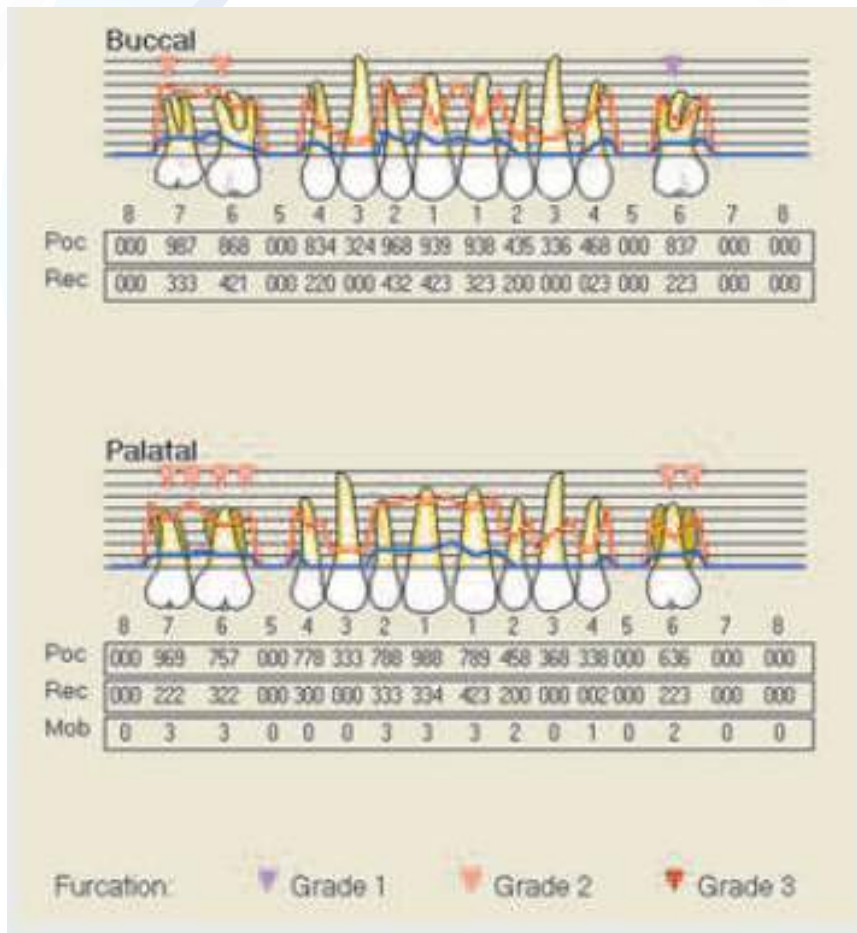 Buccal
8 7 6 5 4 3 2 1 1 2 3 4 5 6 7 8
Poc 000 987 868 000 834 324 968 939 938 435 336 468 000 837 000 000
Rec 000 333 421 000 220 000 432 423 323 200 000 023 000 223 000 000
Palatal
8 7 6 5 4 3 2 1 1 2 3 4 5 6 7 8
Poc 000 969 757 000 778 333 788 988 789 458 368 338 000 636 000 000
Rec 000 222 322 000 300 000 333 334 423 200 000 002 000 223 000 000
Mob 0 3 3 0 0 0 3 3 3 2 0 1 0 2 0 0
Furcation: Grade 1 Grade 2 Grade 3